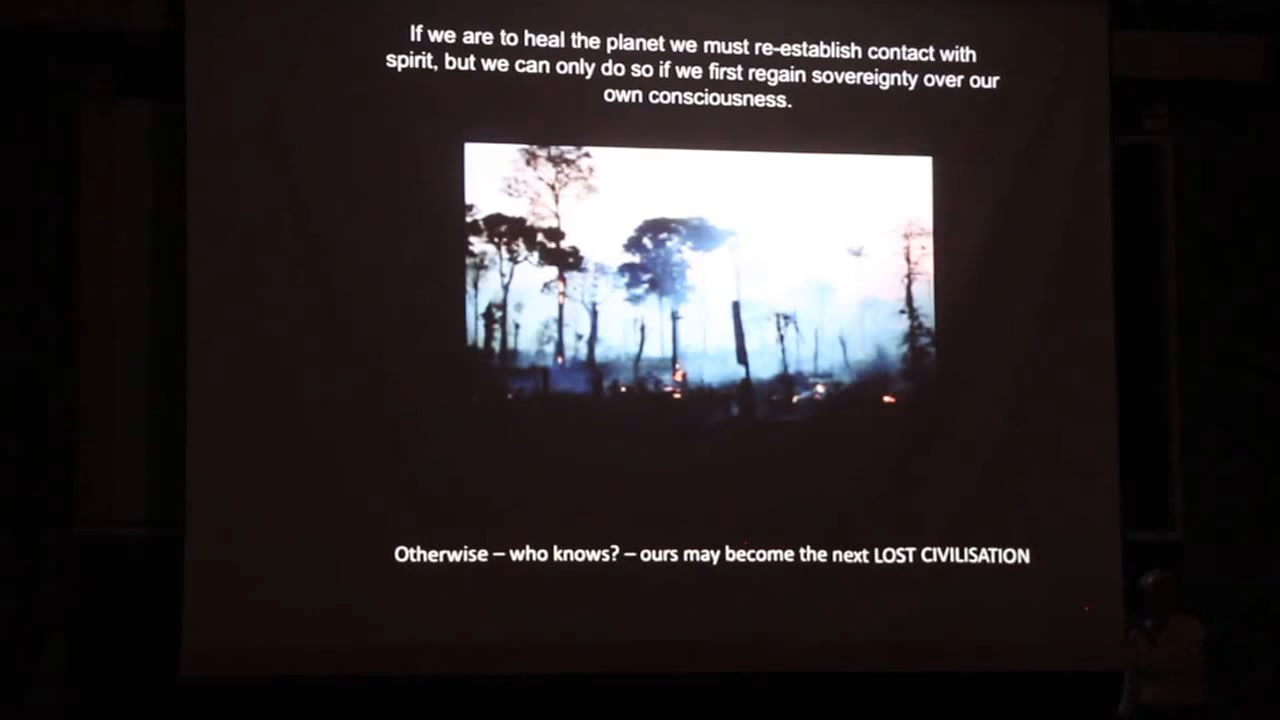 If we are to heal the planet we must re-establish contact with
spirit, but we can only do so if we first regain sovereignty over our
own consciousness.
Otherwise – who knows? – ours may become the next LOST CIVILISATION